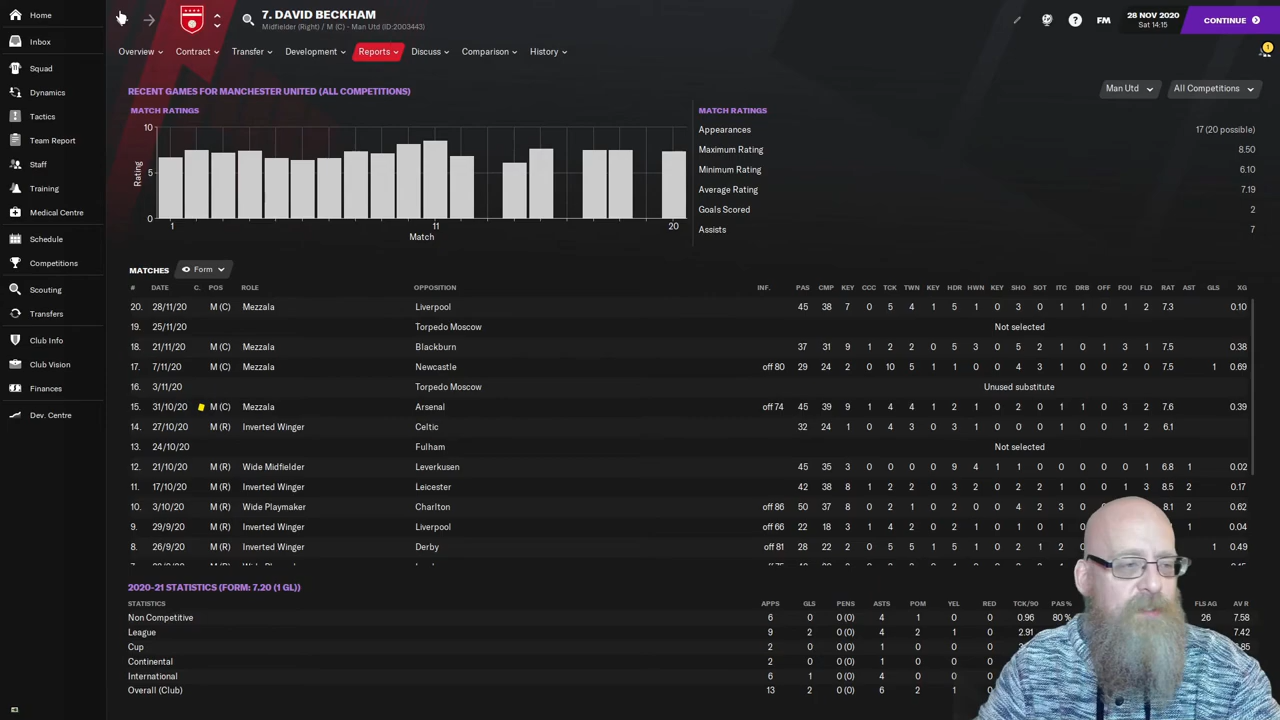 Home
7. DAVID BECKHAM
Midfielder (Right) / M (C) - Man Utd (ID:2003443)
FM
28 NOV 2020
Sat 14:15
CONTINUE
1
Overview Contract Transfer Development Reports Discuss Comparison History
Inbox
Squad
Dynamics
Tactics
Team Report
Staff
Training
Medical Centre
Schedule
Competitions
Scouting
Transfers
Club Info
Club Vision
Finances
Dev. Centre
RECENT GAMES FOR MANCHESTER UNITED (ALL COMPETITIONS)
Man Utd All Competitions
MATCH RATINGS
10
5
0
Rating
1 11 20
Match
MATCH RATINGS
Appearances 17 (20 possible)
Maximum Rating 8.50
Minimum Rating 6.10
Average Rating 7.19
Goals Scored 2
Assists 7
MATCHES Form
# DATE C. POS ROLE OPPOSITION INF. PAS CMP KEY CCC TCK TWN KEY HDR HWN KEY SHO SOT ITC DRB OFF FOU FLD RAT AST GLS XG
20. 28/11/20 M (C) Mezzala Liverpool 45 38 7 0 5 4 1 5 1 0 3 0 1 1 0 1 2 7.3 0.10
19. 25/11/20 Torpedo Moscow Not selected
18. 21/11/20 M (C) Mezzala Blackburn 37 31 9 1 2 2 0 5 3 0 5 2 1 0 1 3 1 7.5 0.38
17. 7/11/20 M (C) Mezzala Newcastle off 80 29 24 2 0 10 5 1 1 0 0 4 3 1 0 0 2 0 7.5 1 0.69
16. 3/11/20 Torpedo Moscow Unused substitute
15. 31/10/20 M (C) Mezzala Arsenal off 74 45 39 9 1 4 4 1 2 1 0 2 0 1 1 0 3 2 7.6 0.39
14. 27/10/20 M (R) Inverted Winger Celtic 32 24 1 0 4 3 0 3 1 0 1 0 1 0 0 1 2 6.1
13. 24/10/20 Fulham Not selected
12. 21/10/20 M (R) Wide Midfielder Leverkusen 45 35 3 0 0 0 0 9 4 1 1 0 0 0 0 0 1 6.8 1 0.02
11. 17/10/20 M (R) Inverted Winger Leicester 42 38 8 1 2 2 0 3 2 0 2 2 1 0 0 1 3 8.5 2 0.17
10. 3/10/20 M (R) Wide Playmaker Charlton off 86 50 37 8 0 2 1 0 2 0 0 4 2 3 0 0 8.1 2 0.62
9. 29/9/20 M (R) Inverted Winger Liverpool off 66 22 18 3 1 4 2 0 2 1 0 1 0 1 0 1 0.04
8. 26/9/20 M (R) Inverted Winger Derby off 81 28 22 2 0 5 5 1 5 1 0 2 1 2 1 0.49
2020-21 STATISTICS (FORM: 7.20 (1 GL))
STATISTICS APPS GLS PENS ASTS POM YEL RED TCK/90 PAS % FLS AG AV R
Non Competitive 6 0 0 (0) 4 1 0 0 0.96 80 % 26 7.58
League 9 2 0 (0) 4 2 1 0 2.91 7.42
Cup 2 0 0 (0) 1 0 0 0
Continental 2 0 0 (0) 1 0 0 0
International 6 1 0 (0) 4 0 0 0
Overall (Club) 13 2 0 (0) 6 2 1 0